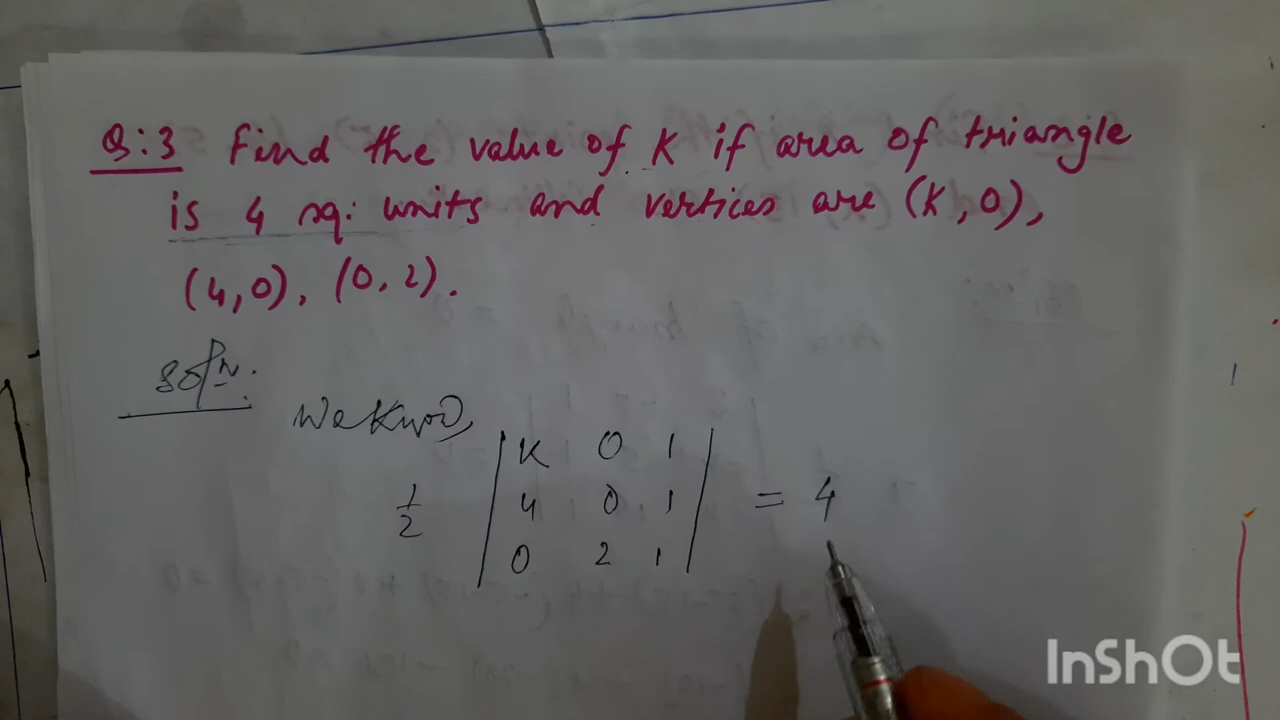 Q:3 Find the value of K if area of triangle
is 4 sq. units and vertices are (K,0),
(4,0), (0,2).
Soln.
We Know,
1/2 | K 0 1 |
| 4 0 1 | = 4
| 0 2 1 |
InShOt